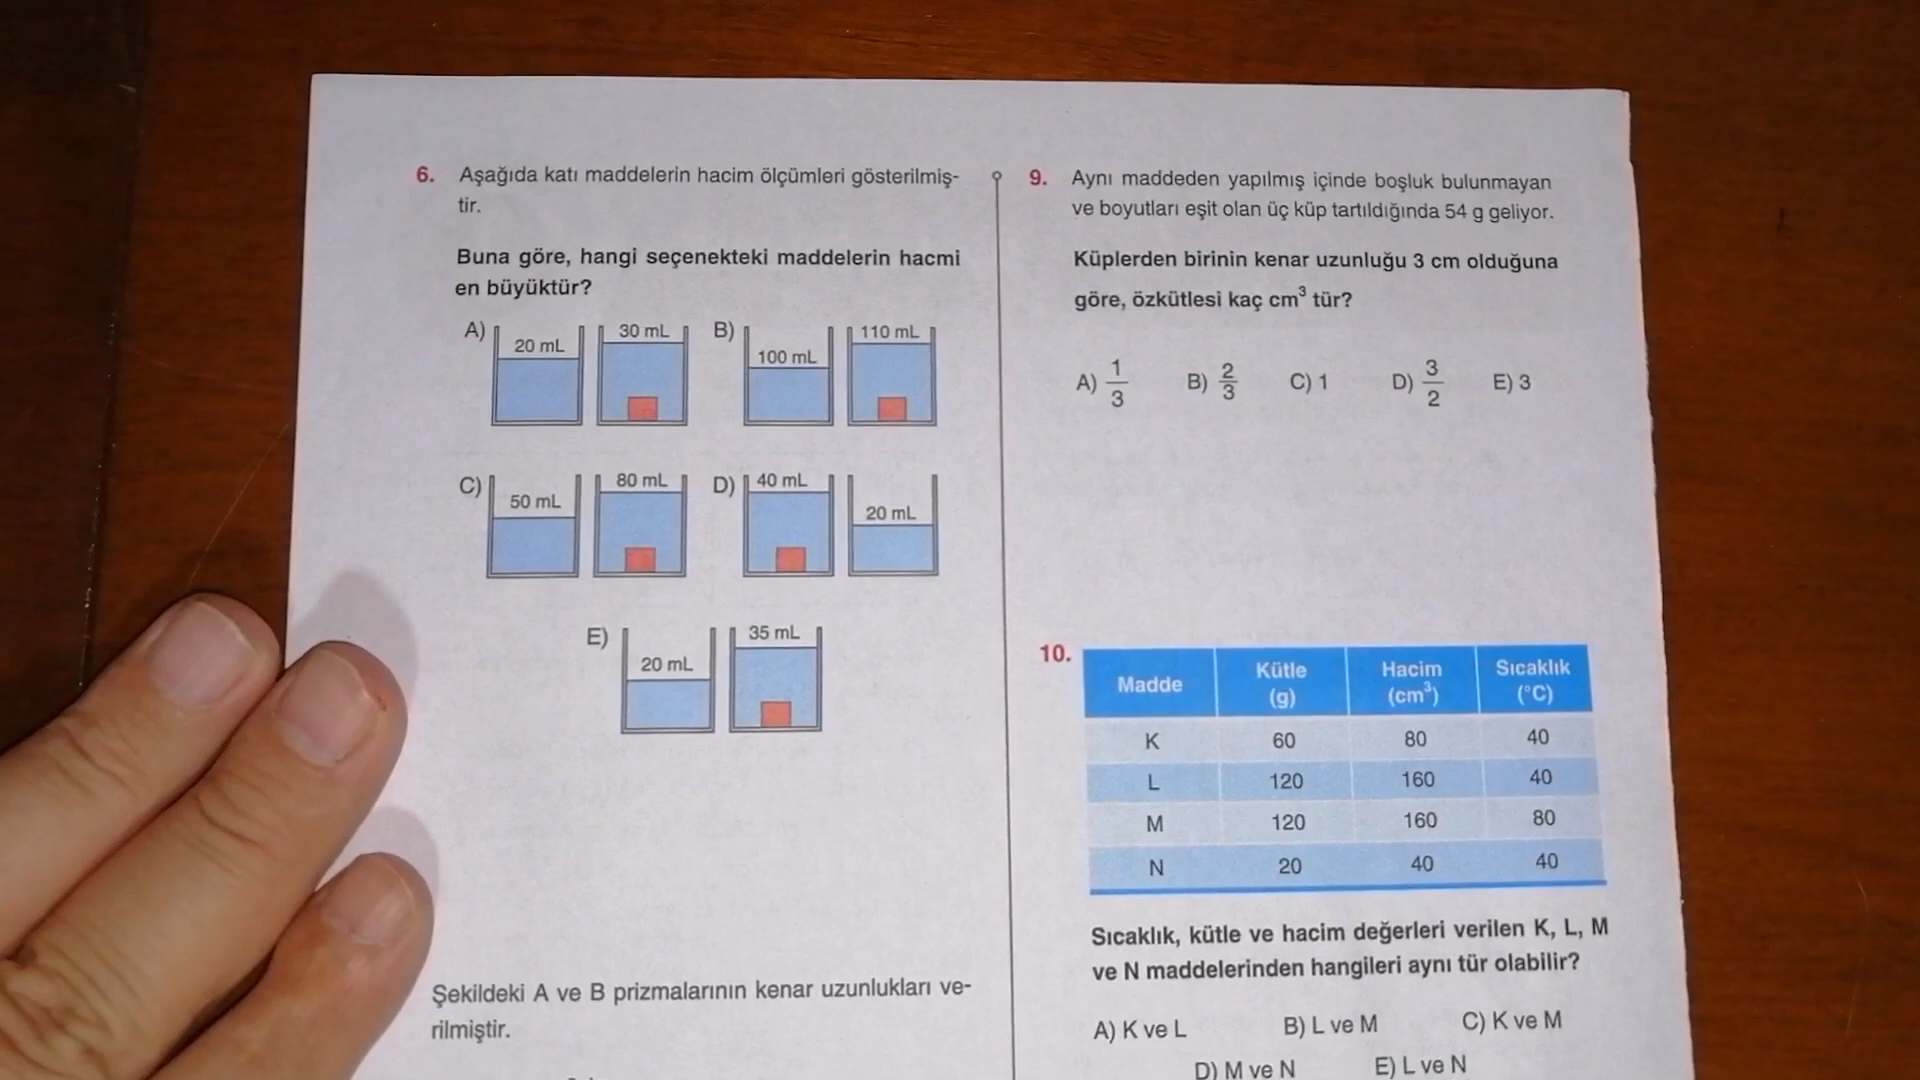 6. Aşağıda katı maddelerin hacim ölçümleri gösterilmiş-
tir.
Buna göre, hangi seçenekteki maddelerin hacmi
en büyüktür?
A) 20 mL 30 mL B) 100 mL 110 mL
C) 50 mL 80 mL D) 40 mL 20 mL
E) 20 mL 35 mL
Şekildeki A ve B prizmalarının kenar uzunlukları ve-
rilmiştir.
9. Aynı maddeden yapılmış içinde boşluk bulunmayan
ve boyutları eşit olan üç küp tartıldığında 54 g geliyor.
Küplerden birinin kenar uzunluğu 3 cm olduğuna
göre, özkütlesi kaç cm³ tür?
A) 1/3 B) 2/3 C) 1 D) 3/2 E) 3
10.
Madde Kütle (g) Hacim (cm³) Sıcaklık (°C)
K 60 80 40
L 120 160 40
M 120 160 80
N 20 40 40
Sıcaklık, kütle ve hacim değerleri verilen K, L, M
ve N maddelerinden hangileri aynı tür olabilir?
A) K ve L B) L ve M C) K ve M
D) M ve N E) L ve N